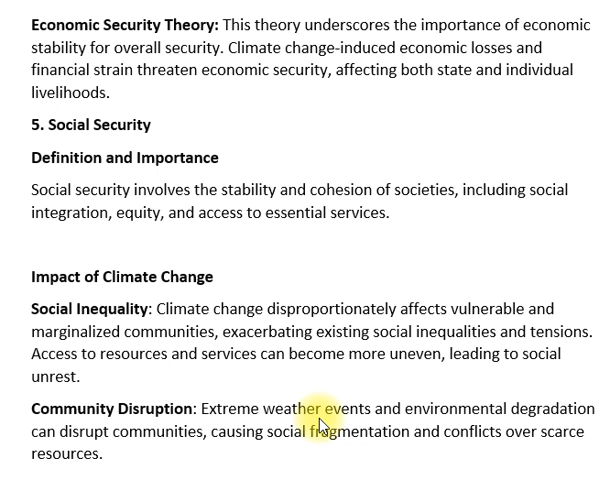 Economic Security Theory: This theory underscores the importance of economic
stability for overall security. Climate change-induced economic losses and
financial strain threaten economic security, affecting both state and individual
livelihoods.
5. Social Security
Definition and Importance
Social security involves the stability and cohesion of societies, including social
integration, equity, and access to essential services.
Impact of Climate Change
Social Inequality: Climate change disproportionately affects vulnerable and
marginalized communities, exacerbating existing social inequalities and tensions.
Access to resources and services can become more uneven, leading to social
unrest.
Community Disruption: Extreme weather events and environmental degradation
can disrupt communities, causing social fragmentation and conflicts over scarce
resources.